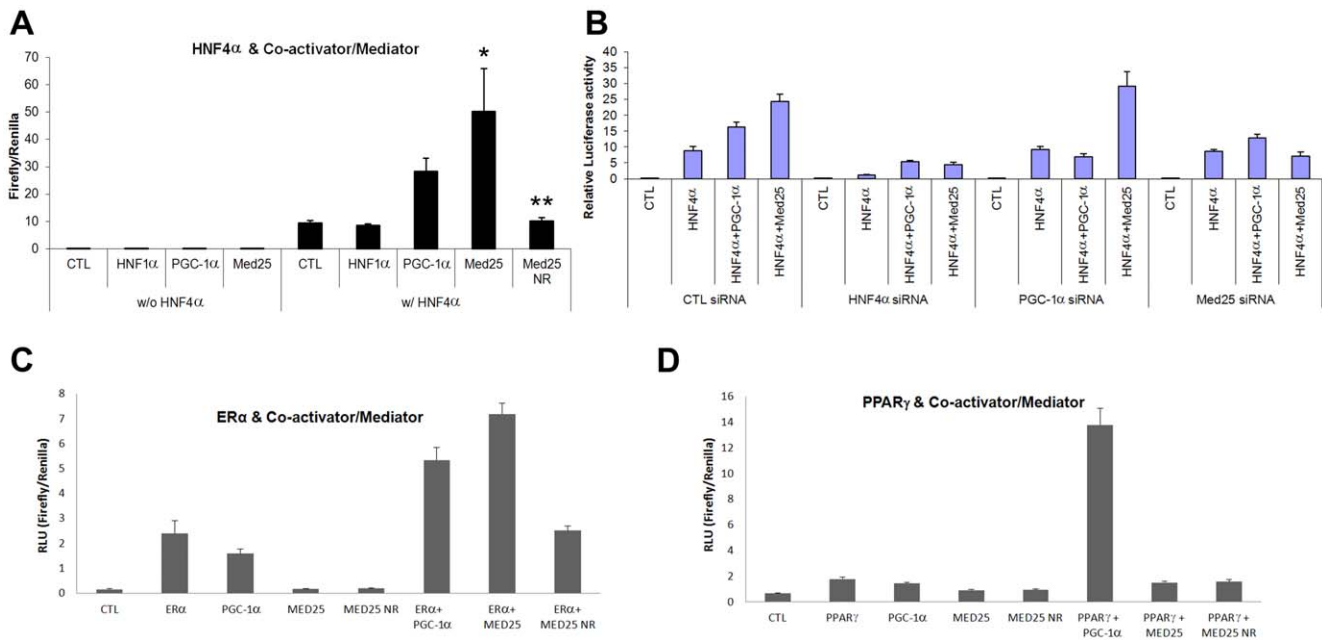 A
HNF4α & Co-activator/Mediator
Firefly/Renilla
70
60
50
40
30
20
10
0
*
**
CTL HNF1α PGC-1α Med25 CTL HNF1α PGC-1α Med25 Med25 NR
w/o HNF4α w/ HNF4α
B
Relative Luciferase activity
40
35
30
25
20
15
10
5
0
CTL
HNF4α
HNF4α+PGC-1α
HNF4α+Med25
CTL
HNF4α
HNF4α+PGC-1α
HNF4α+Med25
CTL
HNF4α
HNF4α+PGC-1α
HNF4α+Med25
CTL
HNF4α
HNF4α+PGC-1α
HNF4α+Med25
CTL siRNA HNF4α siRNA PGC-1α siRNA Med25 siRNA
C
ERα & Co-activator/Mediator
RLU (Firefly/Renilla)
8
7
6
5
4
3
2
1
0
CTL ERα PGC-1α MED25 MED25 NR ERα+ ERα+ ERα+
PGC-1α MED25 MED25 NR
D
PPARγ & Co-activator/Mediator
RLU (Firefly/Renilla)
16
14
12
10
8
6
4
2
0
CTL PPARγ PGC-1α MED25 MED25 NR PPARγ+ PPARγ+ PPARγ+
PGC-1α MED25 MED25 NR